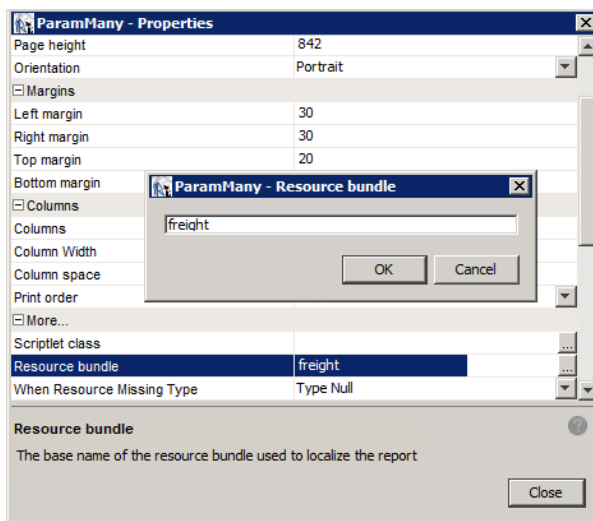 ParamMany - Properties
Page height 842
Orientation Portrait
Margins
Left margin 30
Right margin 30
Top margin 20
Bottom margin
ParamMany - Resource bundle
freight
OK Cancel
Columns
Columns
Column Width
Column space
Print order
More...
Scriptlet class ...
Resource bundle freight ...
When Resource Missing Type Type Null
Resource bundle ?
The base name of the resource bundle used to localize the report
Close